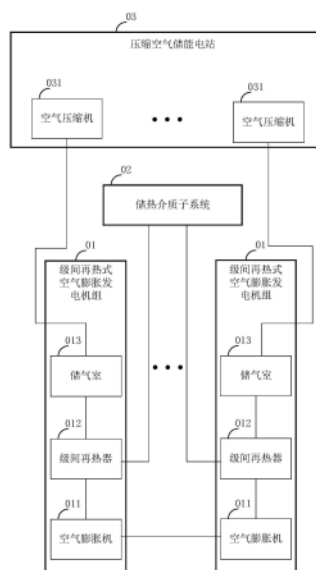 03
压缩空气储能电站
031
空气压缩机
031
空气压缩机
02
储热介质子系统
01
级间再热式
空气膨胀发
电机组
01
级间再热式
空气膨胀发
电机组
013
储气室
013
储气室
012
级间再热器
012
级间再热器
011
空气膨胀机
011
空气膨胀机